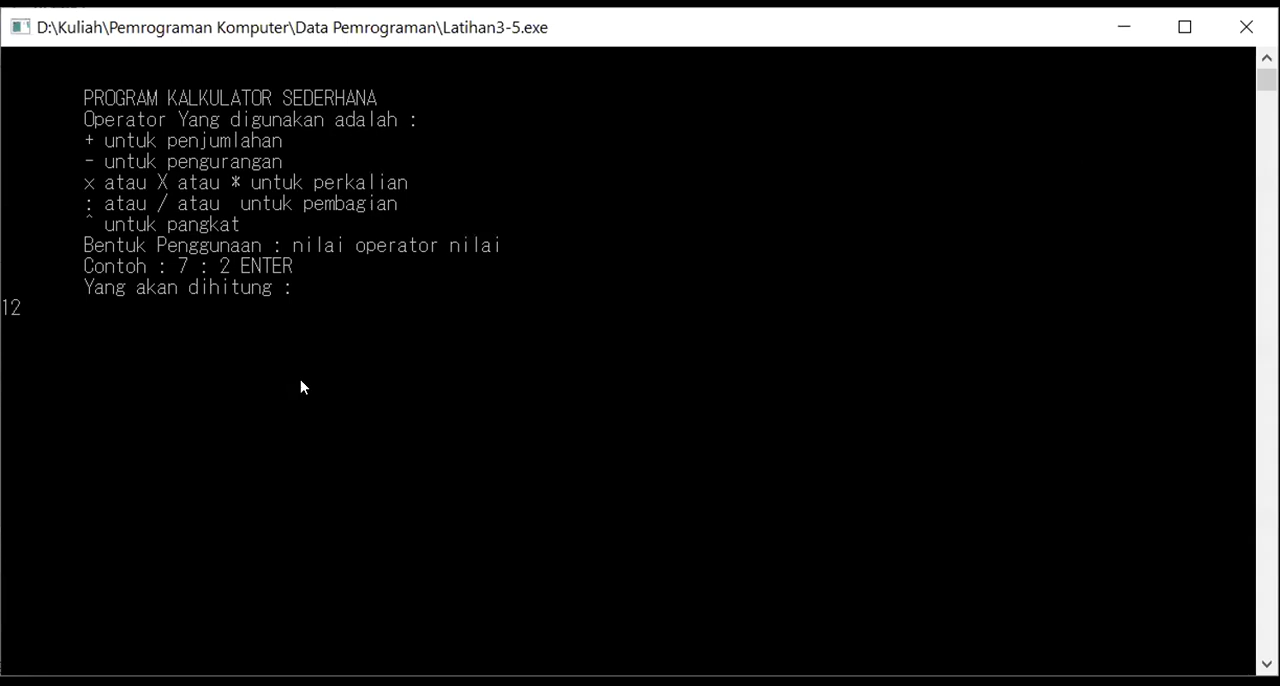 D:\Kuliah\Pemrograman Komputer\Data Pemrograman\Latihan3-5.exe
PROGRAM KALKULATOR SEDERHANA
Operator Yang digunakan adalah :
+ untuk penjumlahan
- untuk pengurangan
x atau X atau * untuk perkalian
: atau / atau  untuk pembagian
^ untuk pangkat
Bentuk Penggunaan : nilai operator nilai
Contoh : 7 : 2 ENTER
Yang akan dihitung :
12